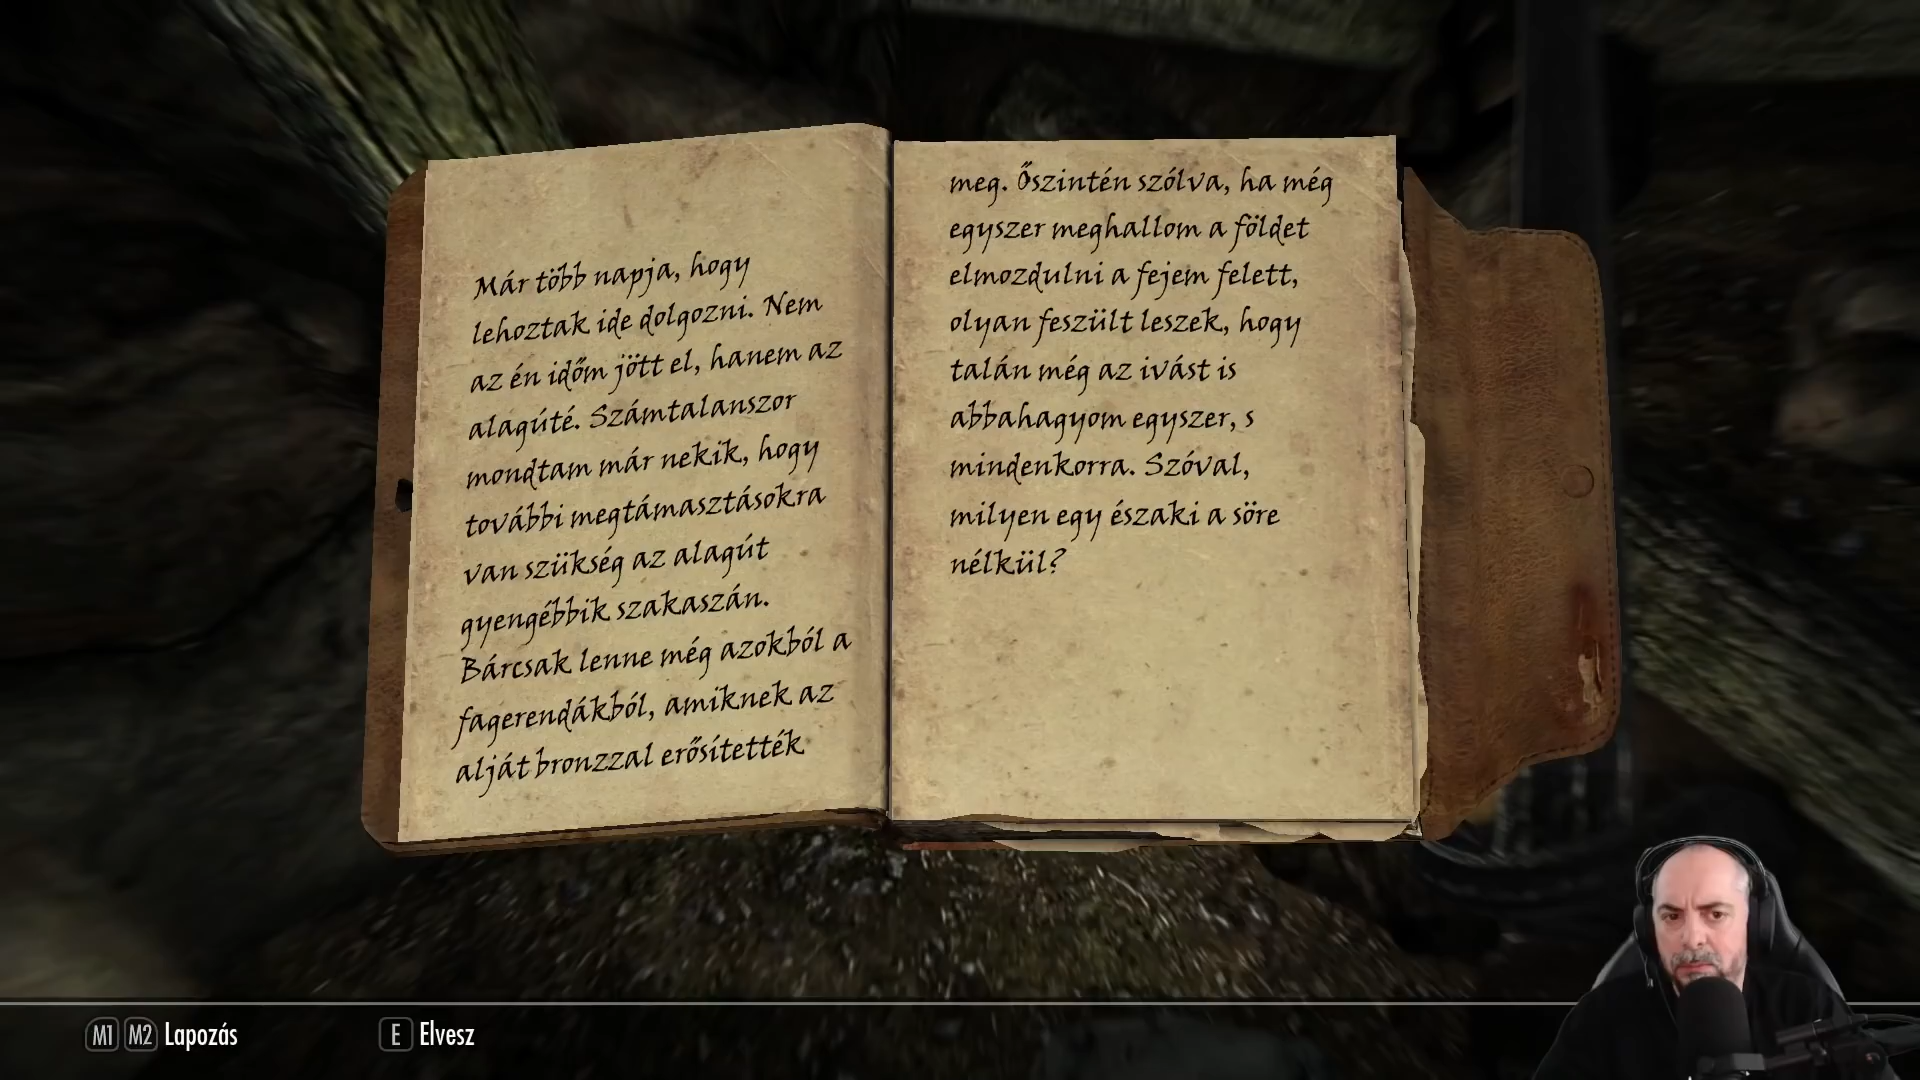 Már több napja, hogy
lehoztak ide dolgozni. Nem
az én időm jött el, hanem az
alagúté. Számtalanszor
mondtam már nekik, hogy
további megtámasztásokra
van szükség az alagút
gyengébbik szakaszán.
Bárcsak lenne még azokból a
fagerendákból, amiknek az
alját bronzzal erősítették
meg. Őszintén szólva, ha még
egyszer meghallom a földet
elmozdulni a fejem felett,
olyan feszült leszek, hogy
talán még az ivást is
abbahagyom egyszer, s
mindenkorra. Szóval,
milyen egy északi a söre
nélkül?
M1 M2 Lapozás
E Elvesz